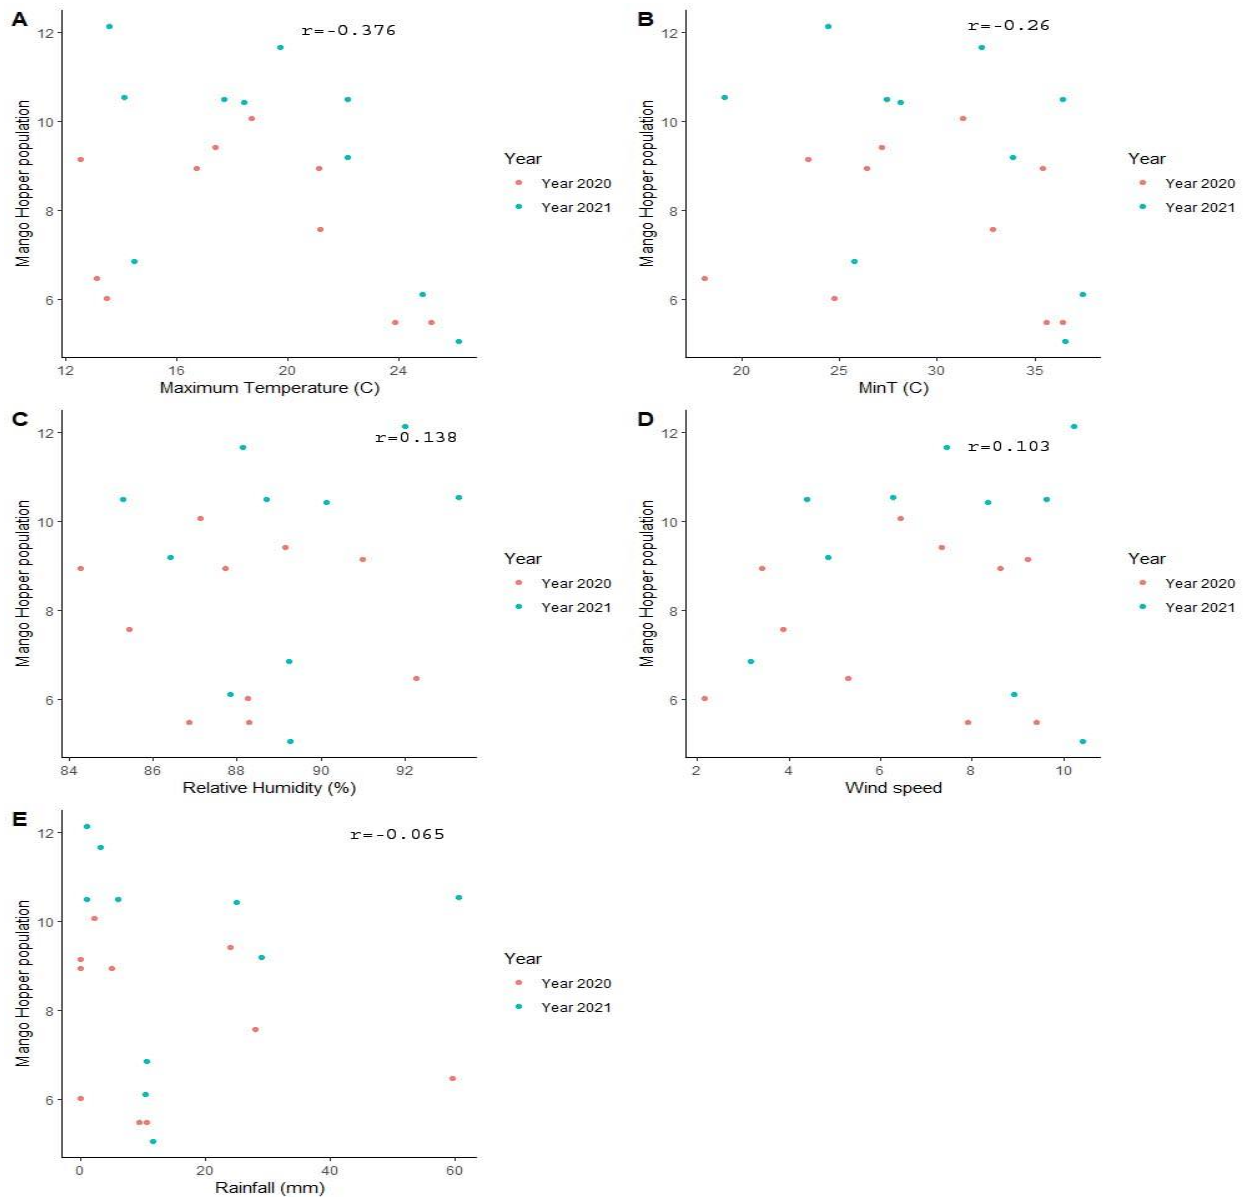 A
r=-0.376
Mango Hopper population
12
10
8
6
12 16 20 24
Maximum Temperature (C)
Year
Year 2020
Year 2021
B
r=-0.26
Mango Hopper population
12
10
8
6
20 25 30 35
MinT (C)
Year
Year 2020
Year 2021
C
r=0.138
Mango Hopper population
12
10
8
6
84 86 88 90 92
Relative Humidity (%)
Year
Year 2020
Year 2021
D
r=0.103
Mango Hopper population
12
10
8
6
2 4 6 8 10
Wind speed
Year
Year 2020
Year 2021
E
r=-0.065
Mango Hopper population
12
10
8
6
0 20 40 60
Rainfall (mm)
Year
Year 2020
Year 2021